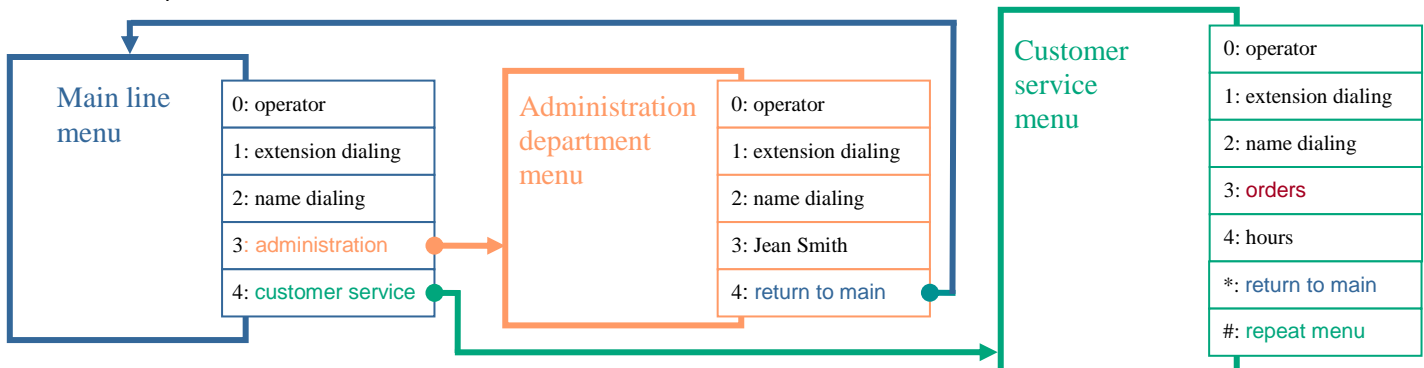 Main line
menu
0: operator
1: extension dialing
2: name dialing
3: administration
4: customer service
Administration
department
menu
0: operator
1: extension dialing
2: name dialing
3: Jean Smith
4: return to main
Customer
service
menu
0: operator
1: extension dialing
2: name dialing
3: orders
4: hours
*: return to main
#: repeat menu